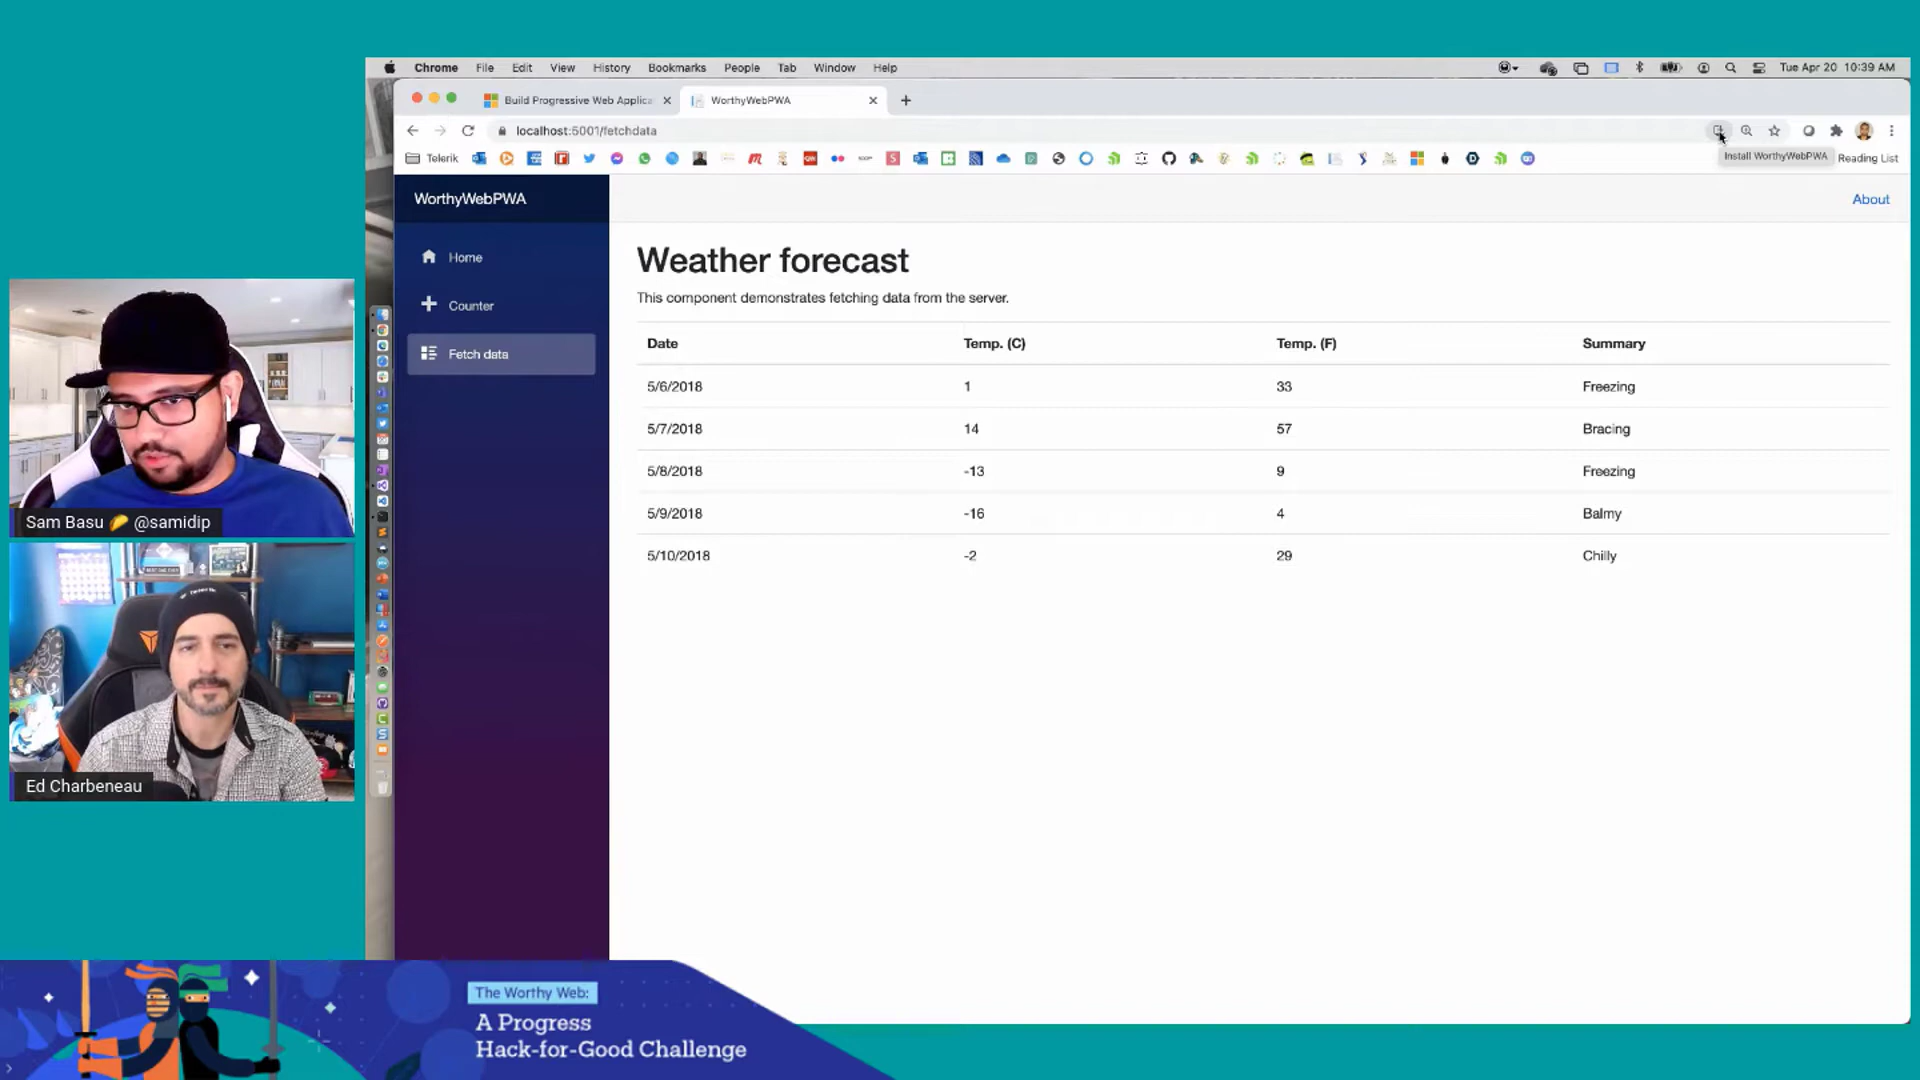 Chrome File Edit View History Bookmarks People Tab Window Help Tue Apr 20 10:39 AM
Build Progressive Web Applica WorthyWebPWA
localhost:5001/fetchdata
Telerik Install WorthyWebPWA Reading List
WorthyWebPWA About
Home
Counter
Fetch data
Weather forecast
This component demonstrates fetching data from the server.
Date Temp. (C) Temp. (F) Summary
5/6/2018 1 33 Freezing
5/7/2018 14 57 Bracing
5/8/2018 -13 9 Freezing
5/9/2018 -16 4 Balmy
5/10/2018 -2 29 Chilly
Sam Basu 🌮 @samidip
Ed Charbeneau
The Worthy Web:
A Progress
Hack-for-Good Challenge